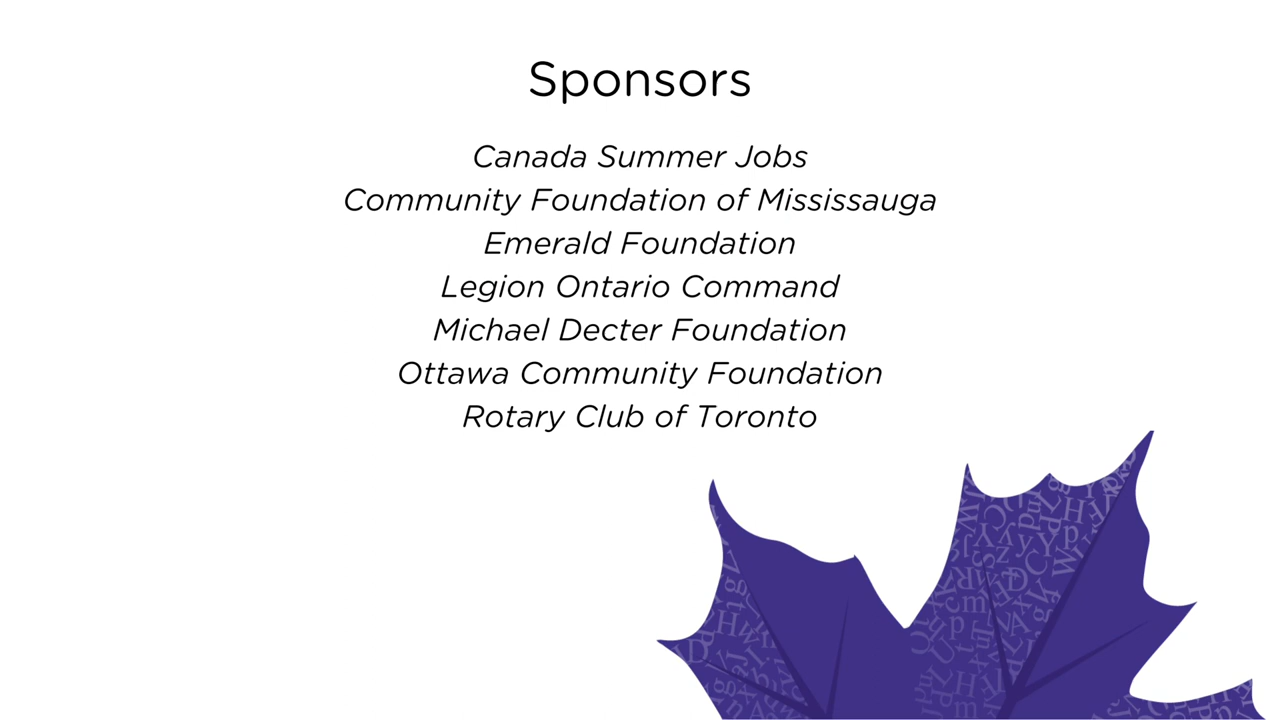 Sponsors
Canada Summer Jobs
Community Foundation of Mississauga
Emerald Foundation
Legion Ontario Command
Michael Decter Foundation
Ottawa Community Foundation
Rotary Club of Toronto